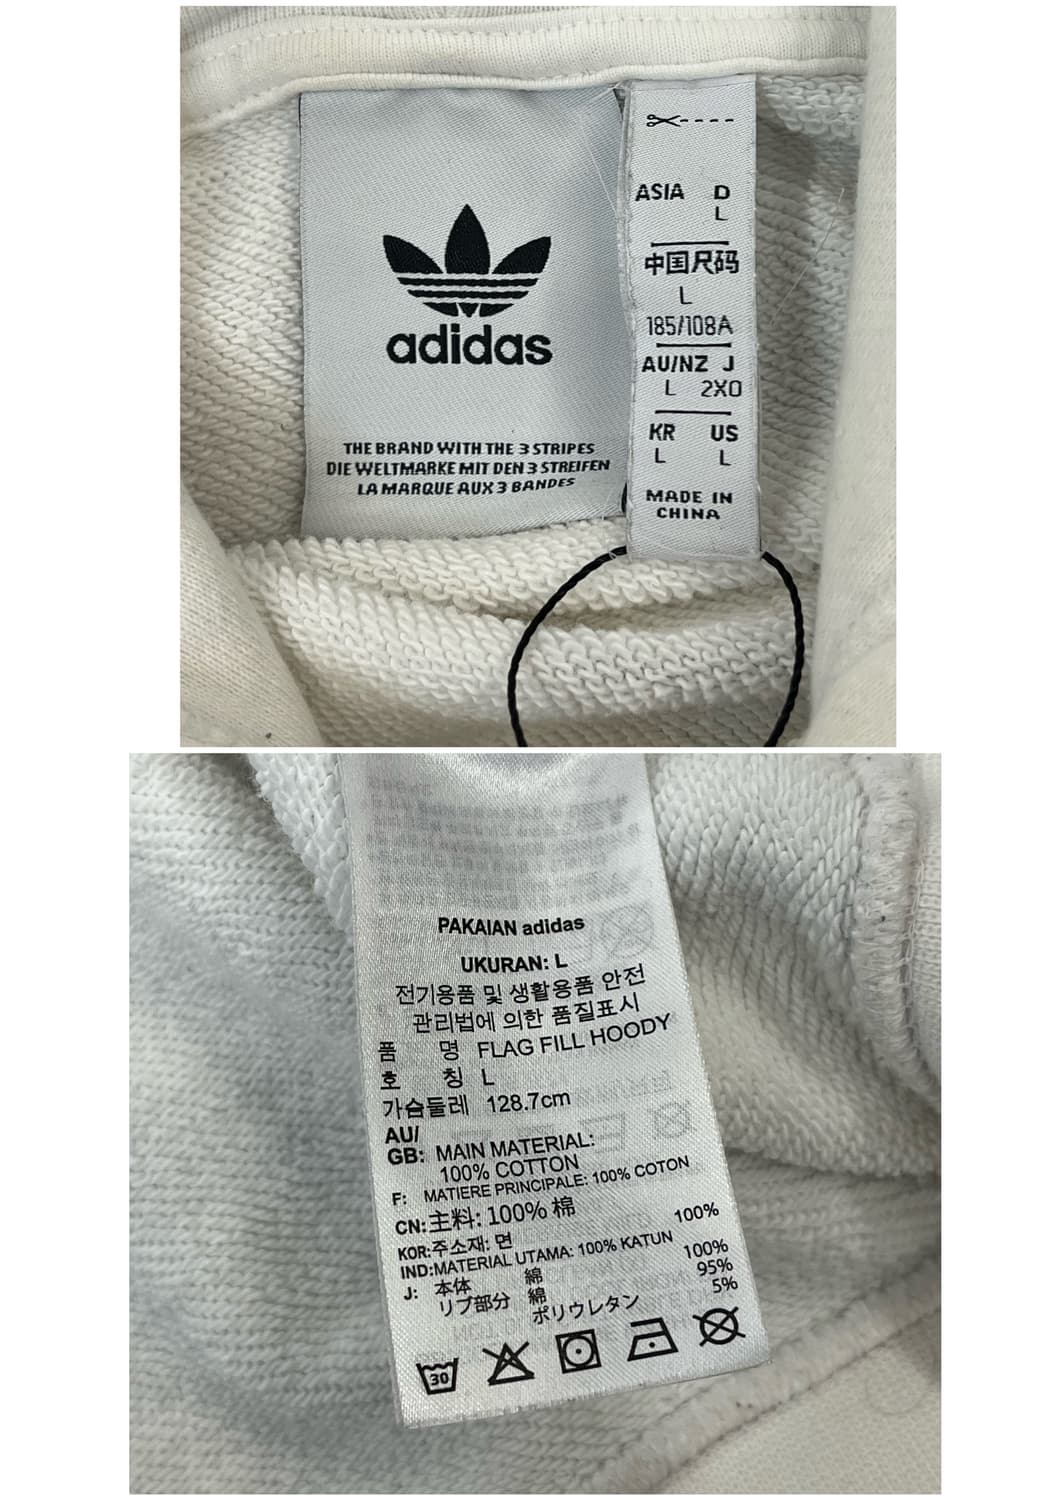 adidas
THE BRAND WITH THE 3 STRIPES
DIE WELTMARKE MIT DEN 3 STREIFEN
LA MARQUE AUX 3 BANDES
ASIA D
L
中国尺码
L
185/108A
AU/NZ J
L 2XO
KR US
L L
MADE IN
CHINA
PAKAIAN adidas
UKURAN: L
전기용품 및 생활용품 안전
관리법에 의한 품질표시
품 명 FLAG FILL HOODY
호 칭 L
가슴둘레 128.7cm
AU/
GB: MAIN MATERIAL:
100% COTTON
F: MATIERE PRINCIPALE: 100% COTON
CN: 主料: 100% 棉
KOR: 주소재: 면 100%
IND: MATERIAL UTAMA: 100% KATUN
J: 本体 綿 100%
リブ部分 綿 95%
ポリウレタン 5%
30